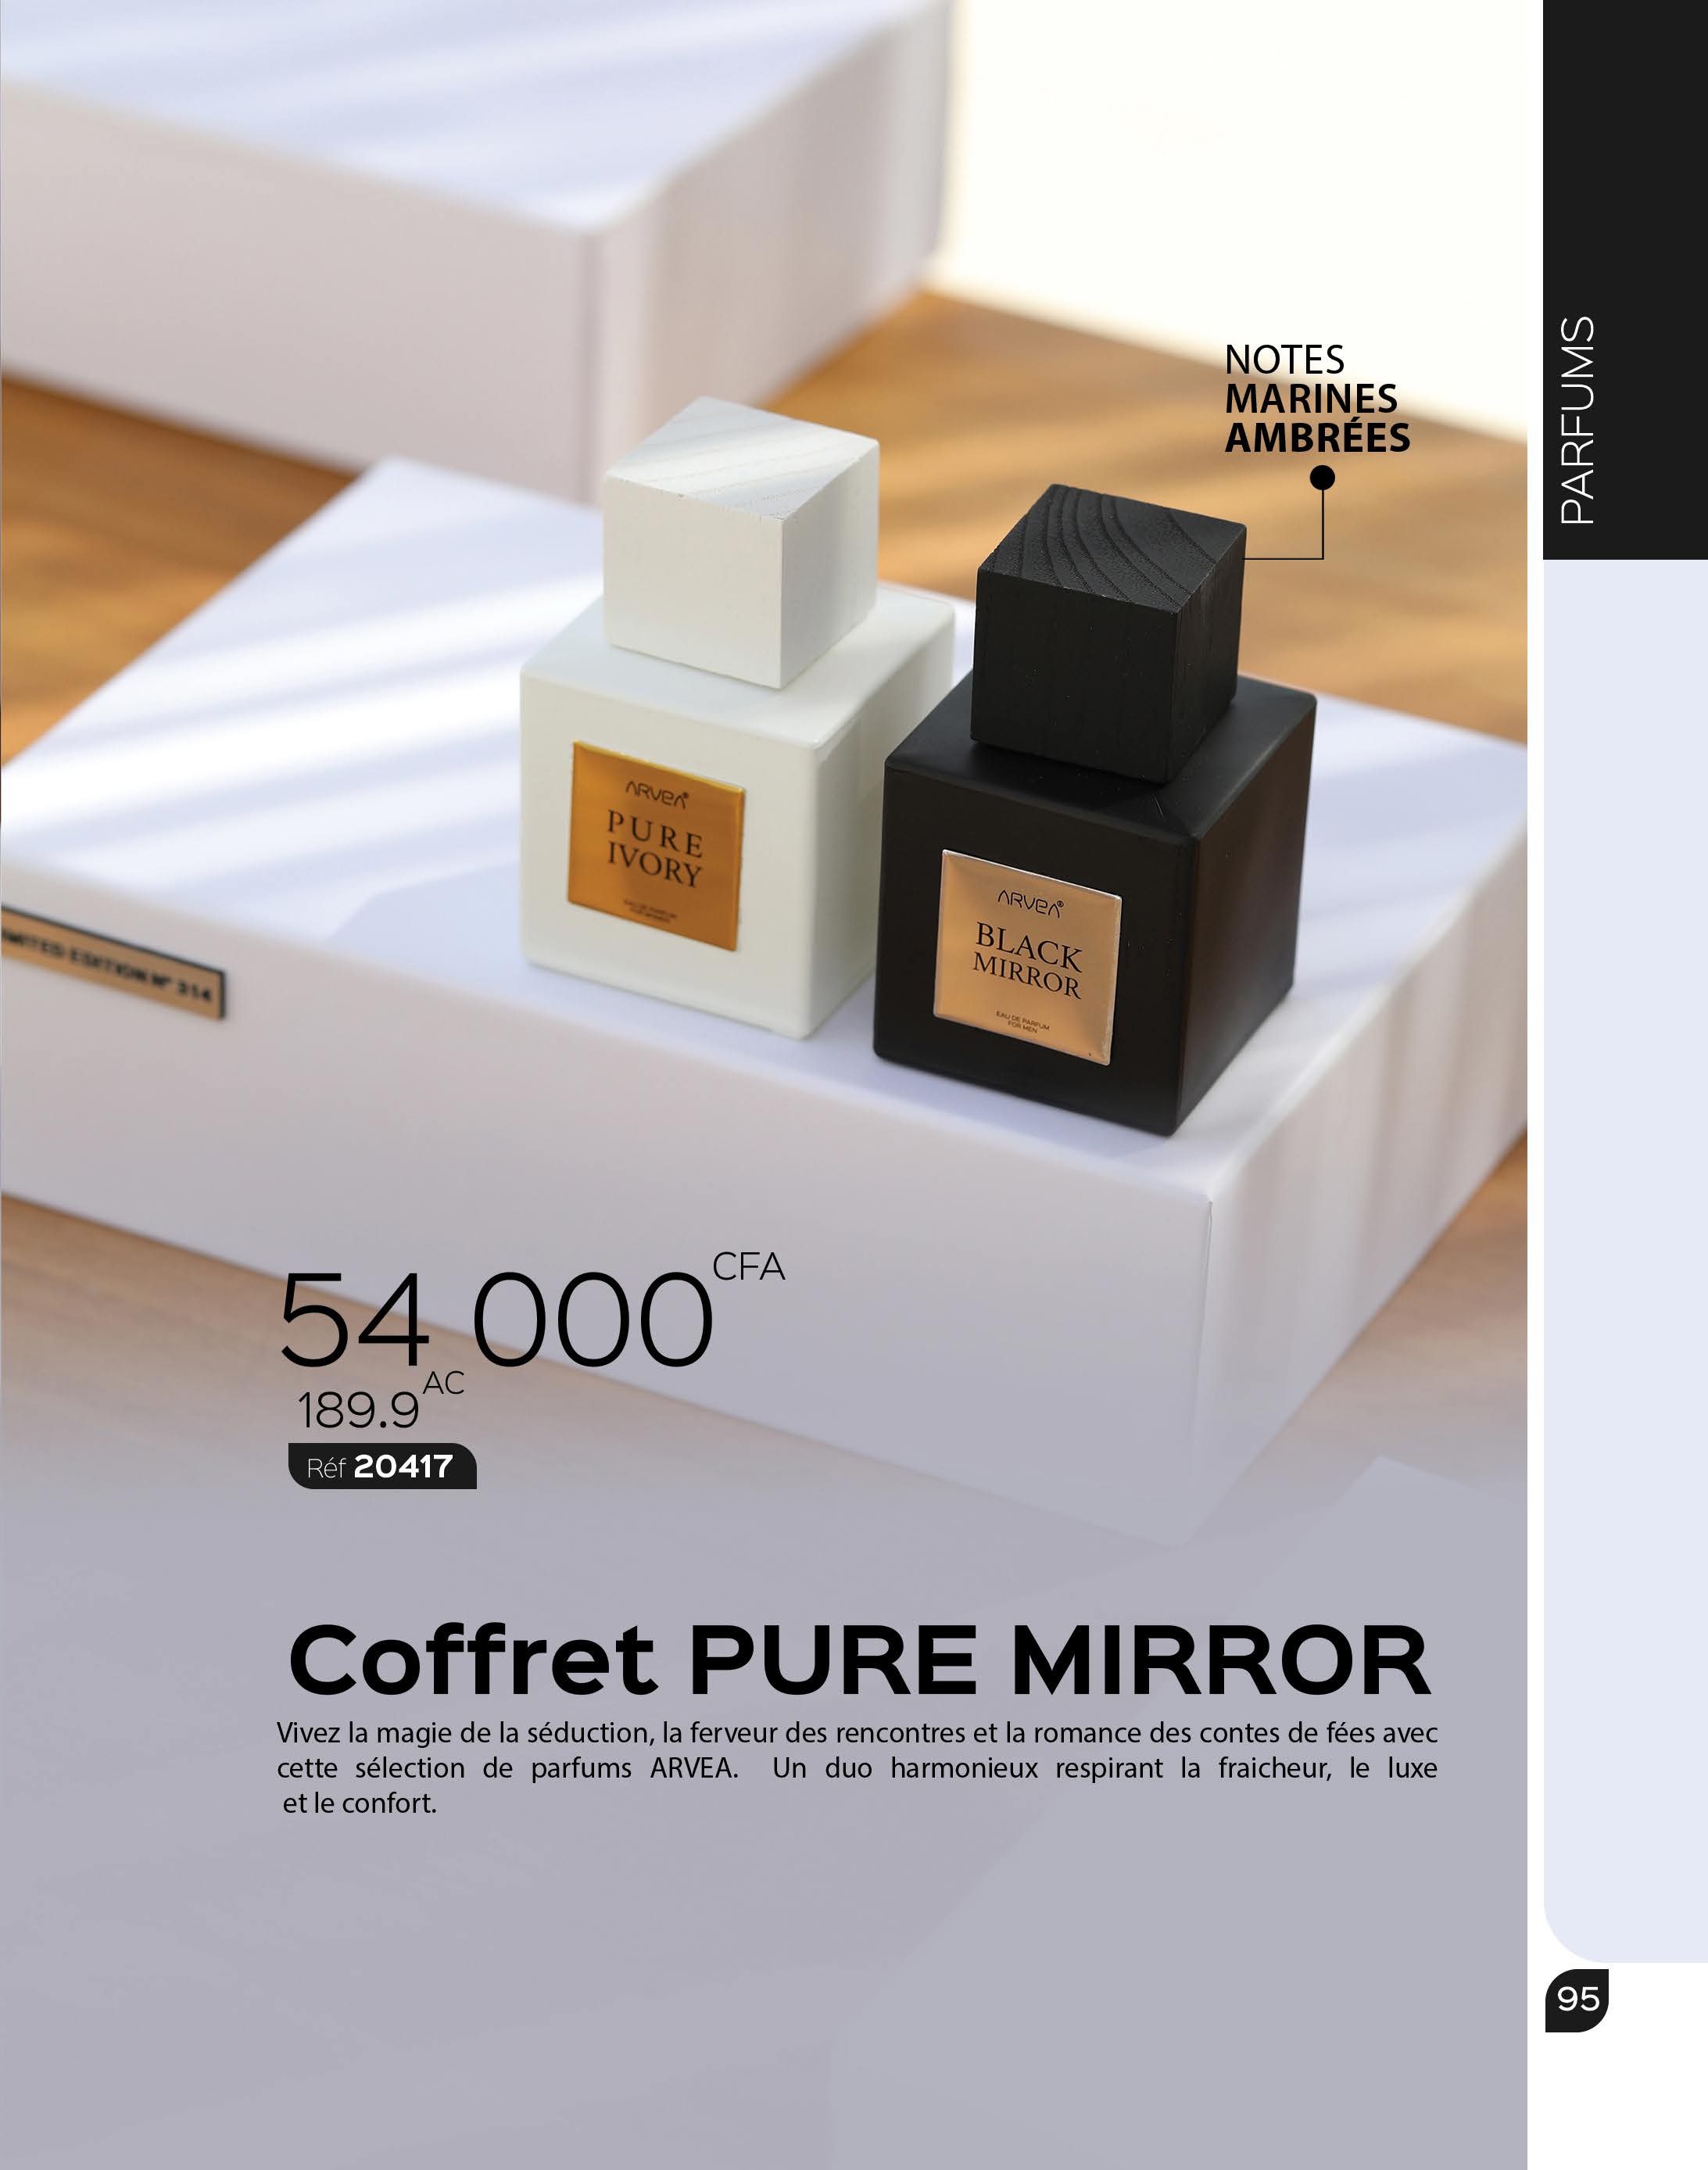 PARFUMS
NOTES
MARINES
AMBRÉES
ARVEA®
PURE
IVORY
ARVEA®
BLACK
MIRROR
EAU DE PARFUM
FOR MEN
EDITION N° 314
54 000 CFA
189.9 AC
Réf 20417
Coffret PURE MIRROR
Vivez la magie de la séduction, la ferveur des rencontres et la romance des contes de fées avec
cette sélection de parfums ARVEA. Un duo harmonieux respirant la fraicheur, le luxe
et le confort.
95